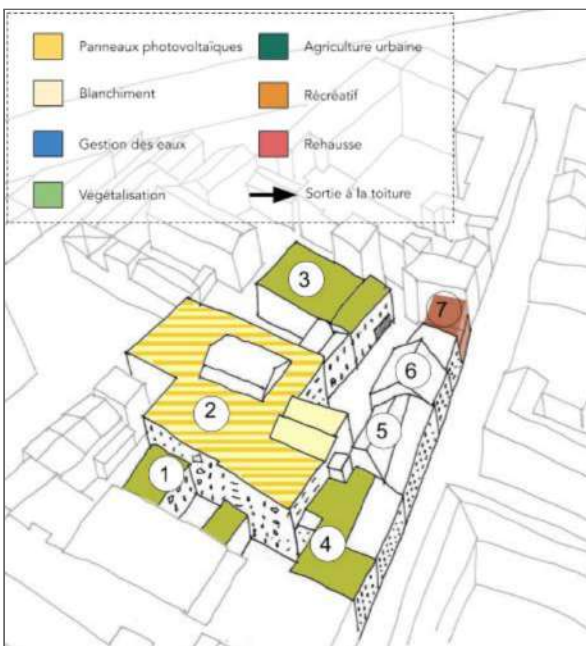 Panneaux photovoltaïques
Agriculture urbaine
Blanchiment
Récréatif
Gestion des eaux
Rehausse
Végétalisation
Sortie à la toiture
3
7
6
2
5
1
4